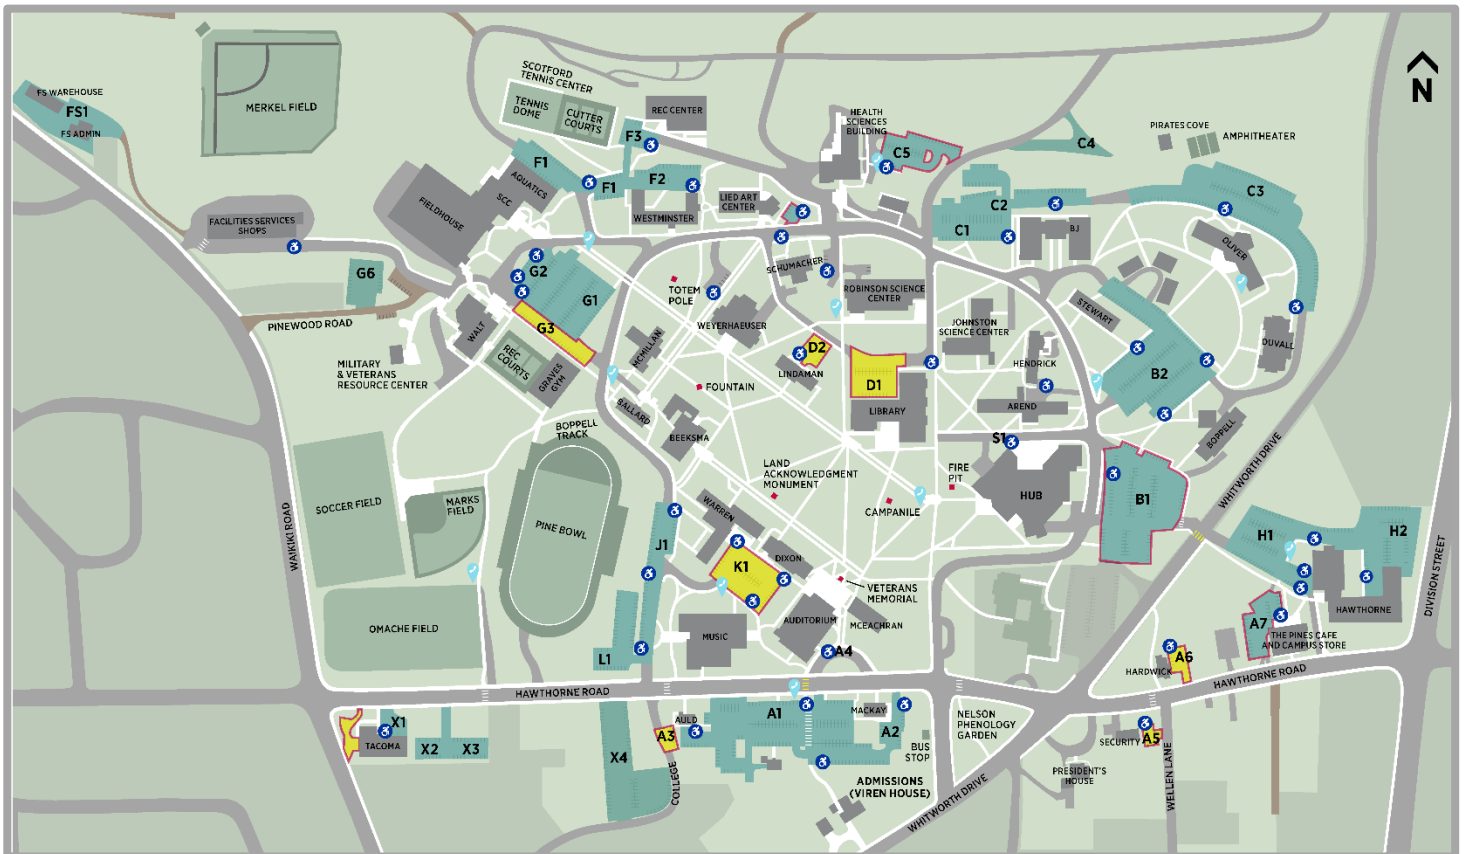 N
FS WAREHOUSE
FS1
FS ADMIN
MERKEL FIELD
SCOTFORD
TENNIS CENTER
TENNIS
DOME
CUTTER
COURTS
REC CENTER
F3
HEALTH
SCIENCES
BUILDING
C5
C4
PIRATES COVE
AMPHITHEATER
F1
AQUATICS
SCC
FIELDHOUSE
F1
F2
WESTMINSTER
LIED ART
CENTER
C2
C1
BJ
C3
OLIVER
FACILITIES SERVICES
SHOPS
G6
PINEWOOD ROAD
G2
G1
G3
TOTEM
POLE
SCHUMACHER
ROBINSON SCIENCE
CENTER
STEWART
DUVALL
WALT
REC
COURTS
GRAVES
GYM
MCMILLAN
WEYERHAEUSER
JOHNSTON
SCIENCE CENTER
HENDRICK
MILITARY
& VETERANS
RESOURCE CENTER
D2
LINDAMAN
D1
LIBRARY
B2
AREND
BOPPELL
FOUNTAIN
BALLARD
BEEKSMA
BOPPELL
TRACK
S1
HUB
B1
WHITWORTH DRIVE
LAND
ACKNOWLEDGMENT
MONUMENT
CAMPANILE
FIRE
PIT
WAIKIKI ROAD
SOCCER FIELD
MARKS
FIELD
PINE BOWL
J1
WARREN
DIXON
K1
VETERANS
MEMORIAL
H1
H2
HAWTHORNE
DIVISION STREET
OMACHE FIELD
L1
MUSIC
AUDITORIUM
MCEACHRAN
A4
A7
THE PINES CAFE
AND CAMPUS STORE
A6
HARDWICK
HAWTHORNE ROAD
HAWTHORNE ROAD
X1
TACOMA
X2
X3
X4
AULD
A3
COLLEGE
A1
MACKAY
A2
BUS
STOP
NELSON
PHENOLOGY
GARDEN
SECURITY
A5
PRESIDENT'S
HOUSE
WELLEN LANE
ADMISSIONS
(VIREN HOUSE)
WHITWORTH DRIVE